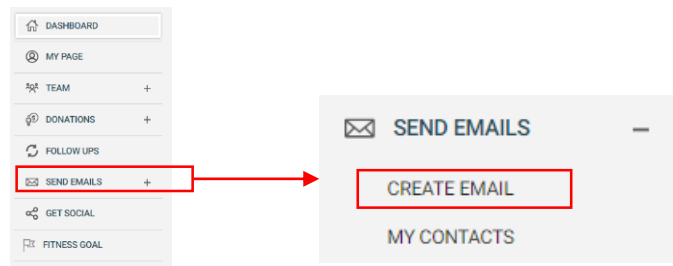 DASHBOARD
MY PAGE
TEAM +
DONATIONS +
FOLLOW UPS
SEND EMAILS +
GET SOCIAL
FITNESS GOAL
SEND EMAILS –
CREATE EMAIL
MY CONTACTS